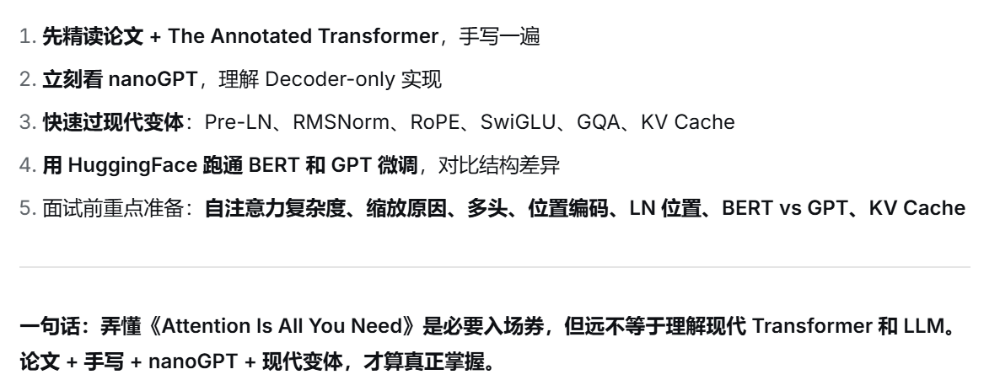 1. 先精读论文 + The Annotated Transformer，手写一遍
2. 立刻看 nanoGPT，理解 Decoder-only 实现
3. 快速过现代变体：Pre-LN、RMSNorm、RoPE、SwiGLU、GQA、KV Cache
4. 用 HuggingFace 跑通 BERT 和 GPT 微调，对比结构差异
5. 面试前重点准备：自注意力复杂度、缩放原因、多头、位置编码、LN 位置、BERT vs GPT、KV Cache
一句话：弄懂《Attention Is All You Need》是必要入场券，但远不等于理解现代 Transformer 和 LLM。
论文 + 手写 + nanoGPT + 现代变体，才算真正掌握。